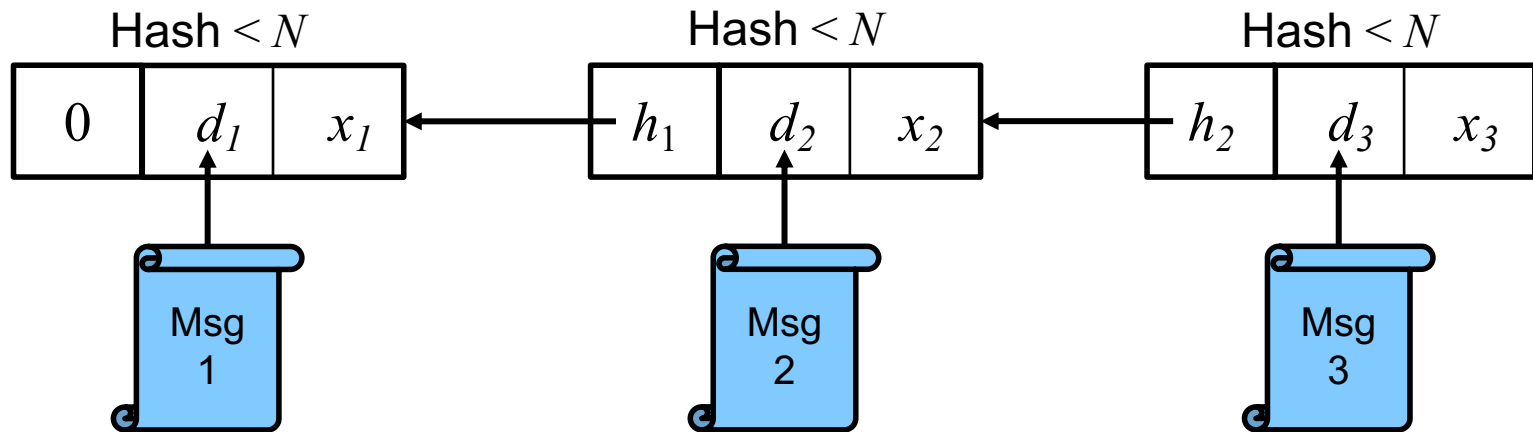 Hash < N
Hash < N
Hash < N
0 d₁ x₁
h₁ d₂ x₂
h₂ d₃ x₃
Msg
1
Msg
2
Msg
3